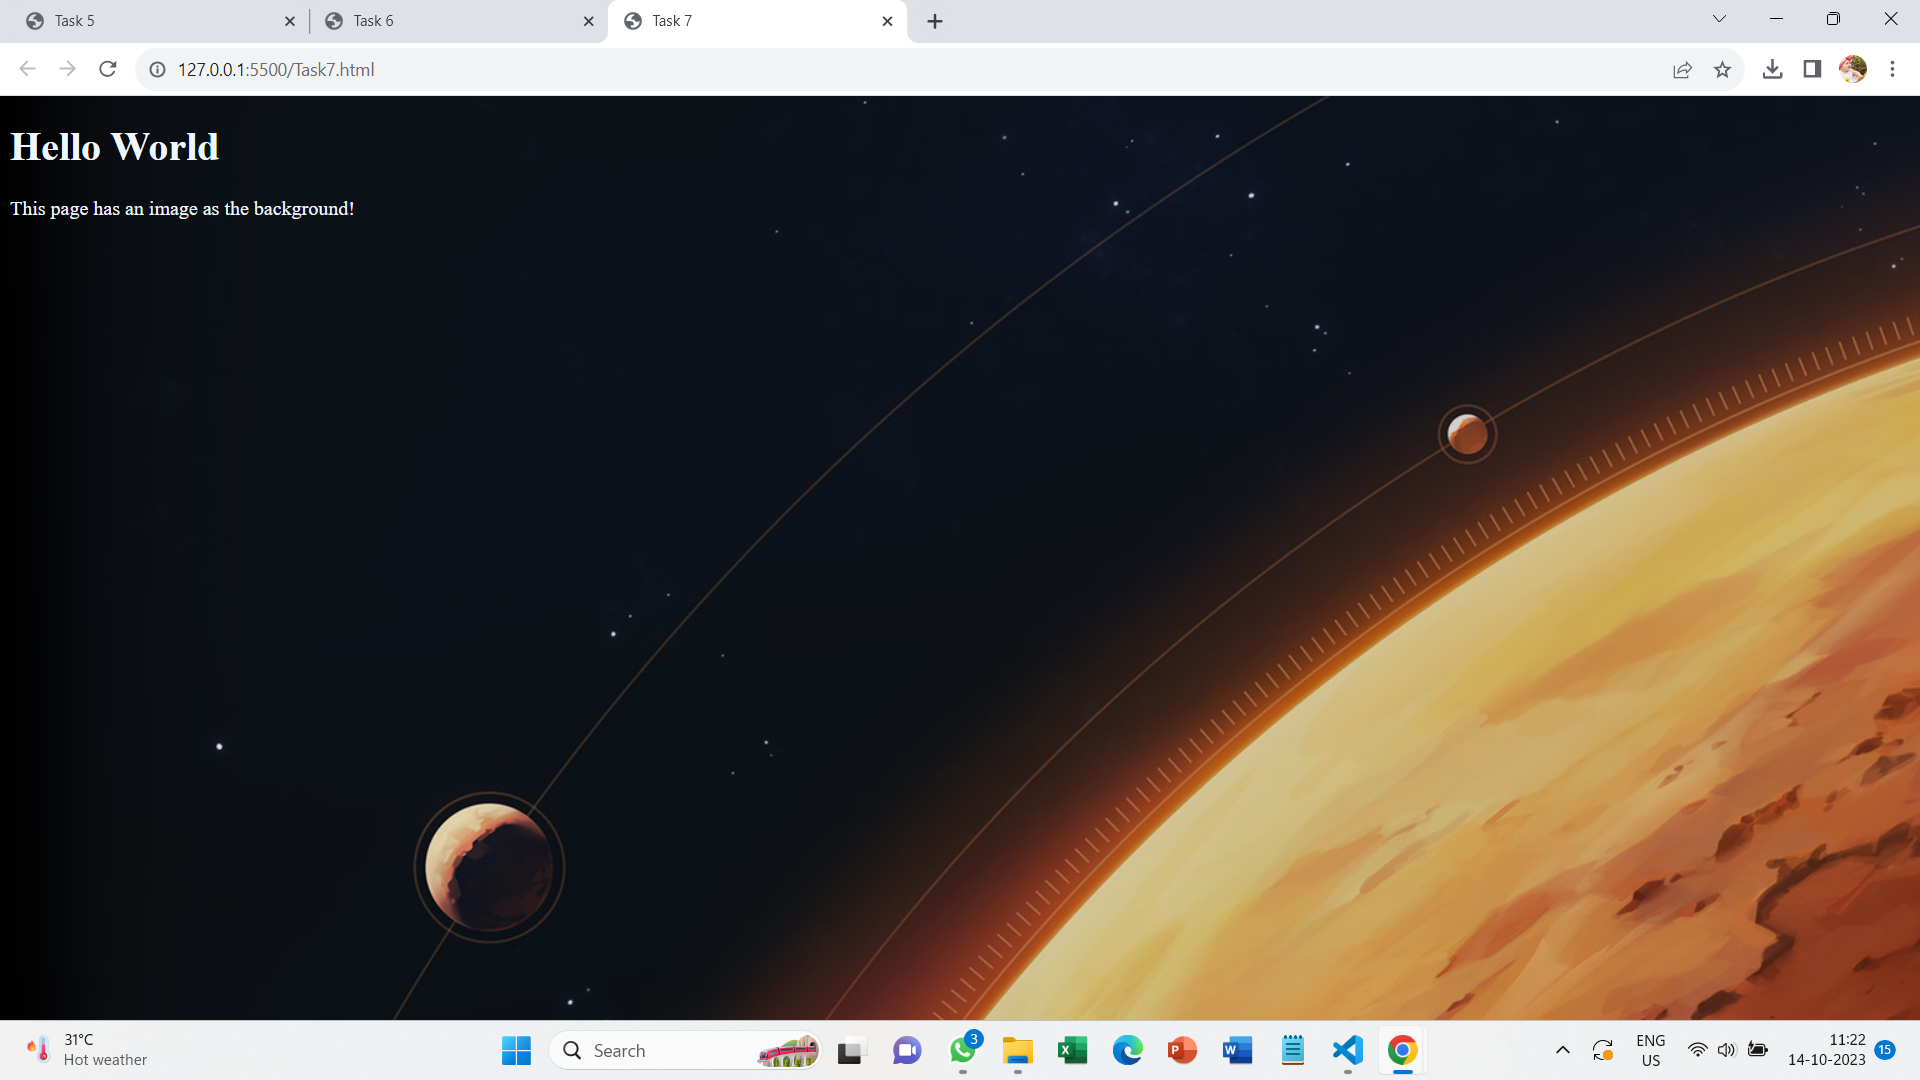 Task 5
Task 6
Task 7
127.0.0.1:5500/Task7.html
Hello World
This page has an image as the background!
31°C
Hot weather
Search
3
X
P
W
ENG
US
11:22
14-10-2023
15